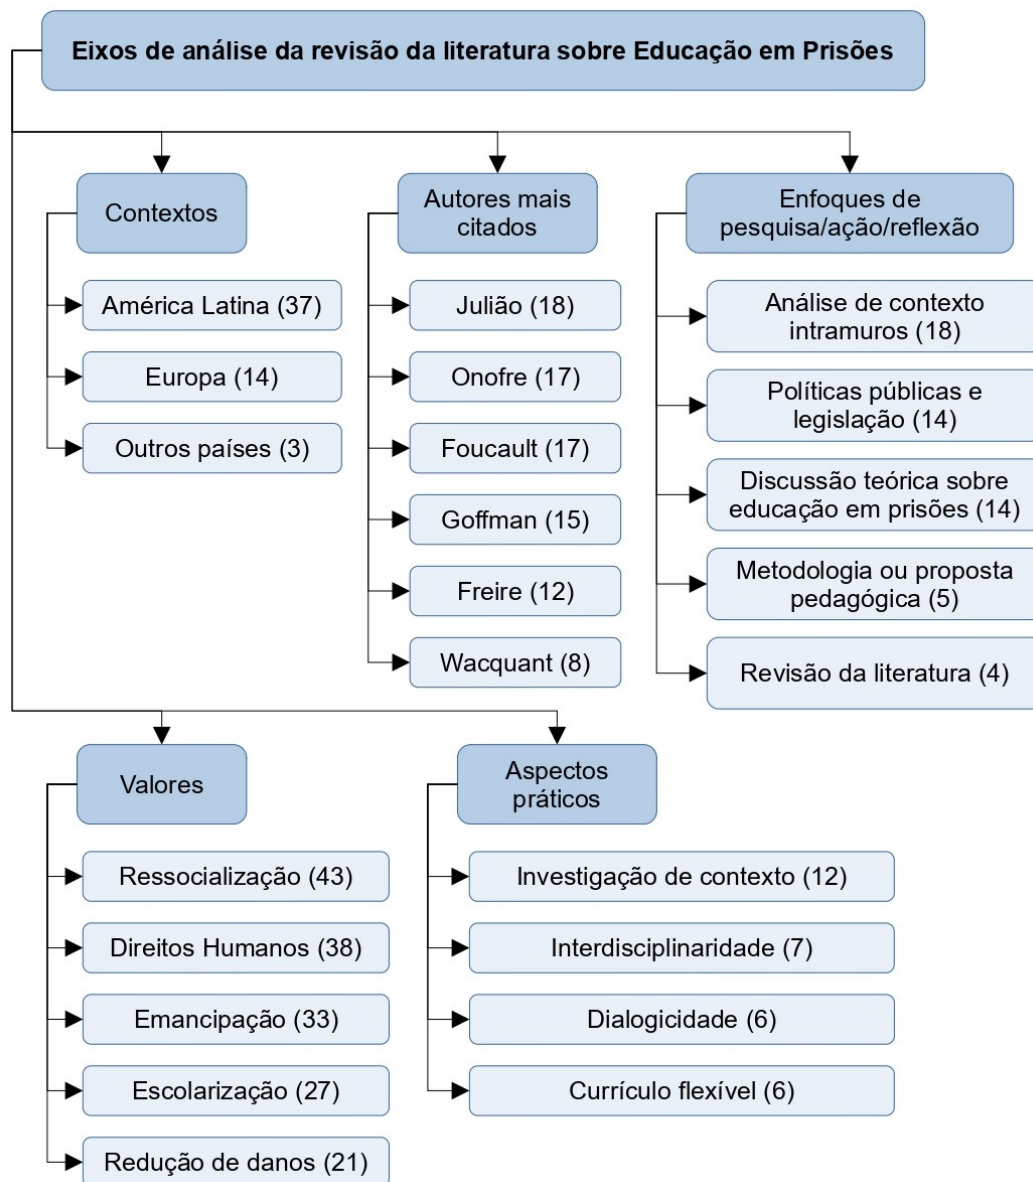 Eixos de análise da revisão da literatura sobre Educação em Prisões
Contextos
América Latina (37)
Europa (14)
Outros países (3)
Autores mais
citados
Julião (18)
Onofre (17)
Foucault (17)
Goffman (15)
Freire (12)
Wacquant (8)
Enfoques de
pesquisa/ação/reflexão
Análise de contexto
intramuros (18)
Políticas públicas e
legislação (14)
Discussão teórica sobre
educação em prisões (14)
Metodologia ou proposta
pedagógica (5)
Revisão da literatura (4)
Valores
Ressocialização (43)
Direitos Humanos (38)
Emancipação (33)
Escolarização (27)
Redução de danos (21)
Aspectos
práticos
Investigação de contexto (12)
Interdisciplinaridade (7)
Dialogicidade (6)
Currículo flexível (6)